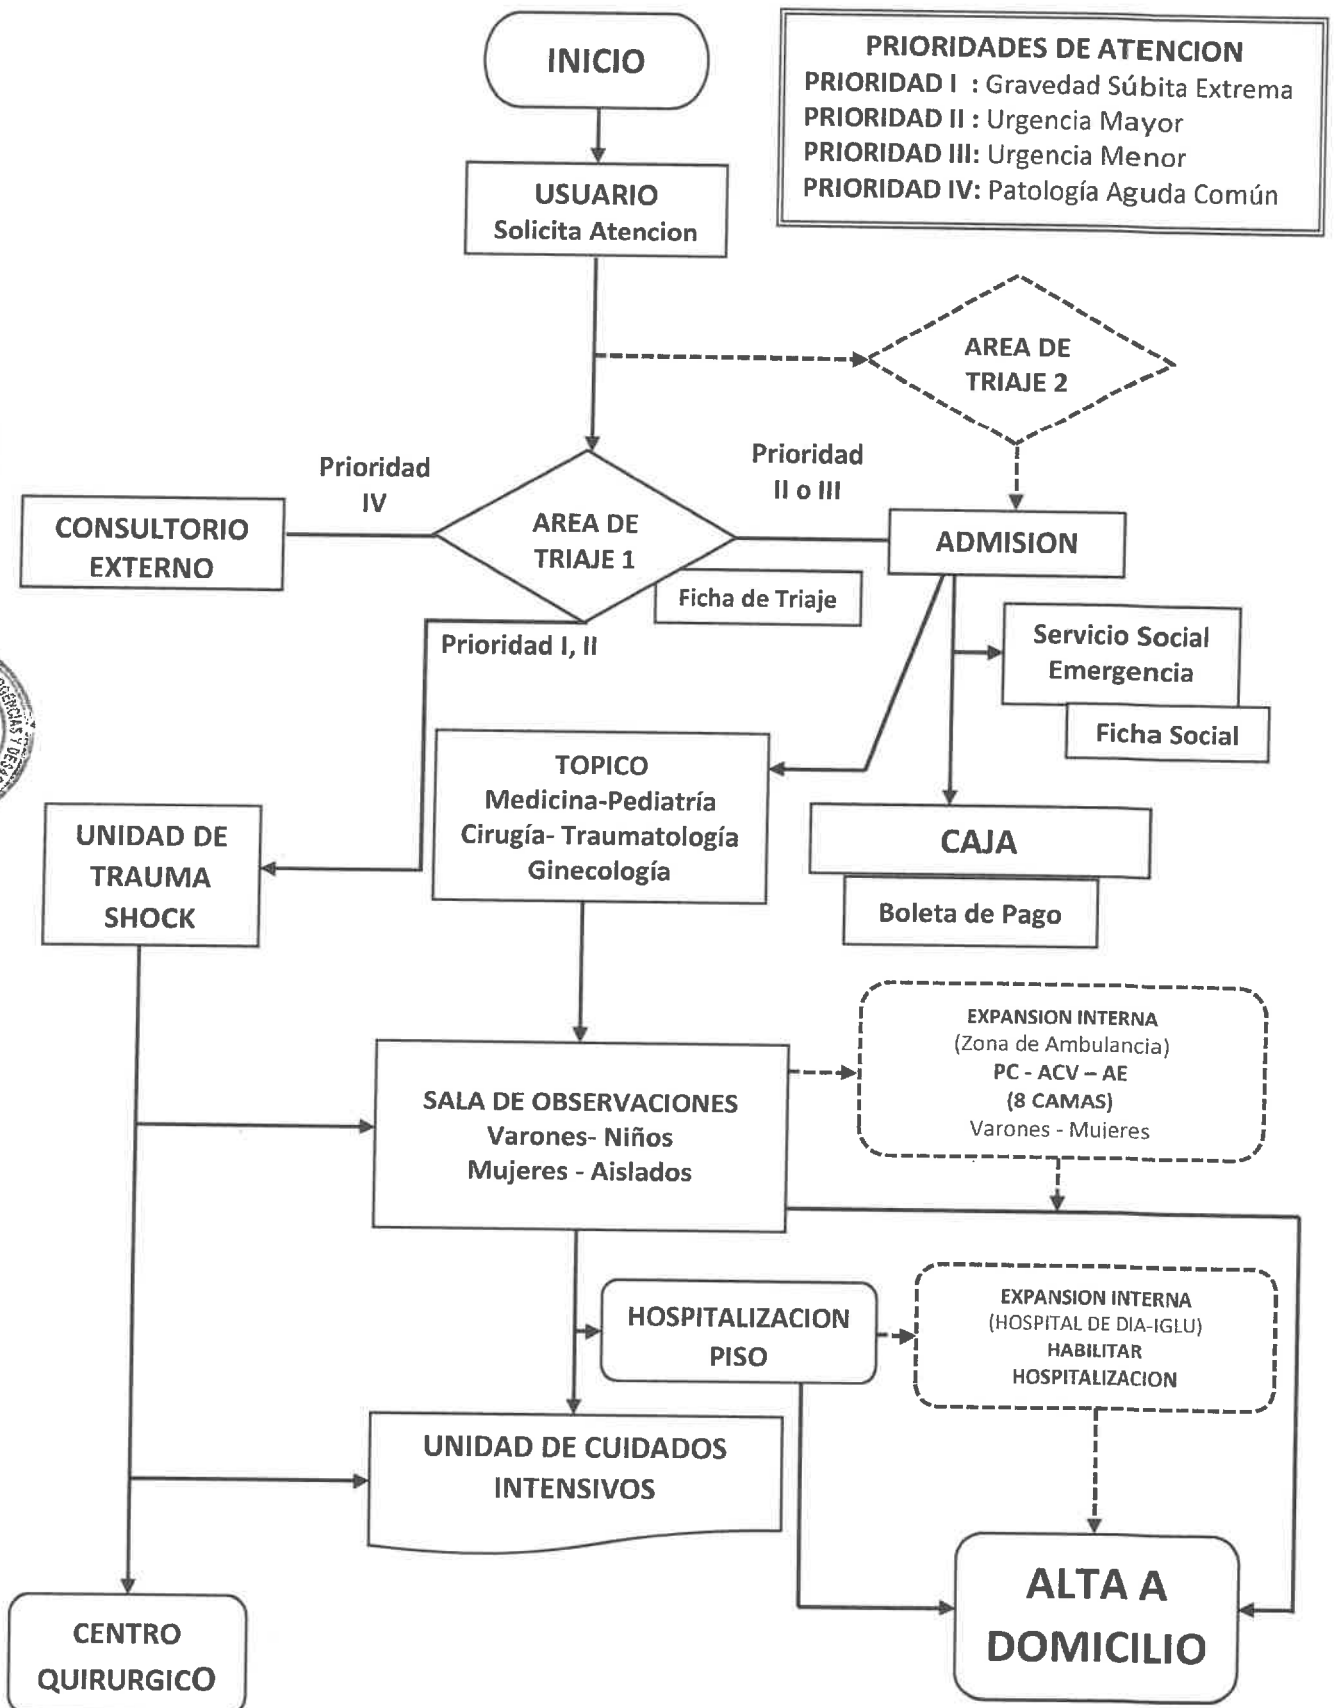 INICIO
PRIORIDADES DE ATENCION
PRIORIDAD I : Gravedad Súbita Extrema
PRIORIDAD II : Urgencia Mayor
PRIORIDAD III: Urgencia Menor
PRIORIDAD IV: Patología Aguda Común
USUARIO
Solicita Atencion
AREA DE
TRIAJE 2
Prioridad
IV
Prioridad
II o III
CONSULTORIO
EXTERNO
AREA DE
TRIAJE 1
ADMISION
Ficha de Triaje
Prioridad I, II
Servicio Social
Emergencia
Ficha Social
TOPICO
Medicina-Pediatría
Cirugía- Traumatología
Ginecología
UNIDAD DE
TRAUMA
SHOCK
CAJA
Boleta de Pago
EXPANSION INTERNA
(Zona de Ambulancia)
PC - ACV – AE
(8 CAMAS)
Varones - Mujeres
SALA DE OBSERVACIONES
Varones- Niños
Mujeres - Aislados
HOSPITALIZACION
PISO
EXPANSION INTERNA
(HOSPITAL DE DIA-IGLU)
HABILITAR
HOSPITALIZACION
UNIDAD DE CUIDADOS
INTENSIVOS
ALTA A
DOMICILIO
CENTRO
QUIRURGICO